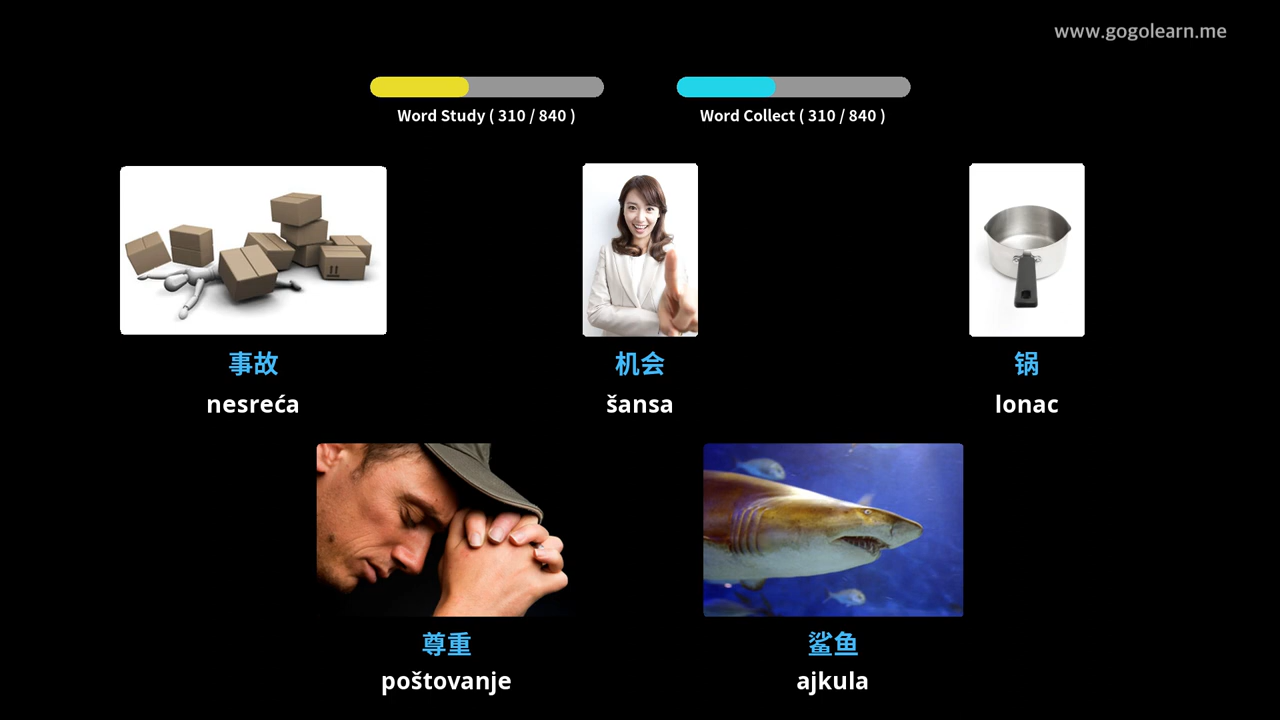 www.gogolearn.me
Word Study ( 310 / 840 )
Word Collect ( 310 / 840 )
事故
nesreća
机会
šansa
锅
lonac
尊重
poštovanje
鲨鱼
ajkula